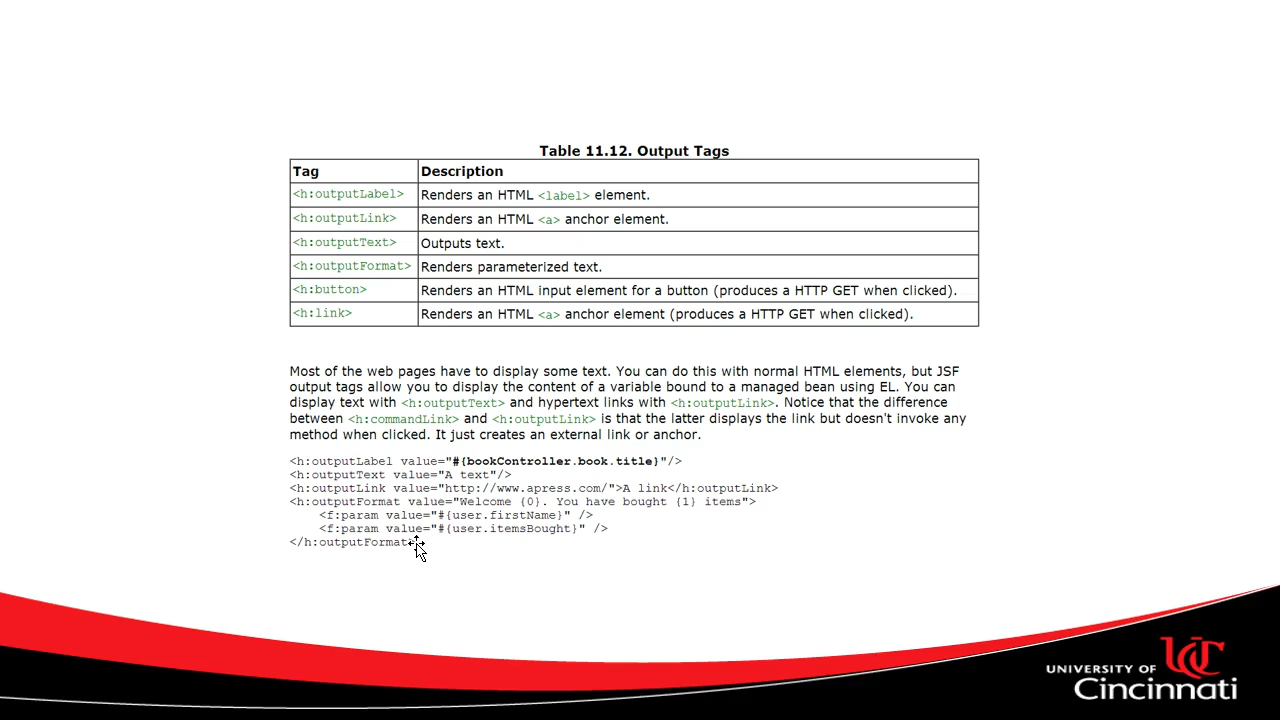 Table 11.12. Output Tags
Tag Description
<h:outputLabel> Renders an HTML <label> element.
<h:outputLink> Renders an HTML <a> anchor element.
<h:outputText> Outputs text.
<h:outputFormat> Renders parameterized text.
<h:button> Renders an HTML input element for a button (produces a HTTP GET when clicked).
<h:link> Renders an HTML <a> anchor element (produces a HTTP GET when clicked).
Most of the web pages have to display some text. You can do this with normal HTML elements, but JSF
output tags allow you to display the content of a variable bound to a managed bean using EL. You can
display text with <h:outputText> and hypertext links with <h:outputLink>. Notice that the difference
between <h:commandLink> and <h:outputLink> is that the latter displays the link but doesn't invoke any
method when clicked. It just creates an external link or anchor.
<h:outputLabel value="#{bookController.book.title}"/>
<h:outputText value="A text"/>
<h:outputLink value="http://www.apress.com/">A link</h:outputLink>
<h:outputFormat value="Welcome {0}. You have bought {1} items">
<f:param value="#{user.firstName}" />
<f:param value="#{user.itemsBought}" />
</h:outputFormat>
UNIVERSITY OF UC
Cincinnati